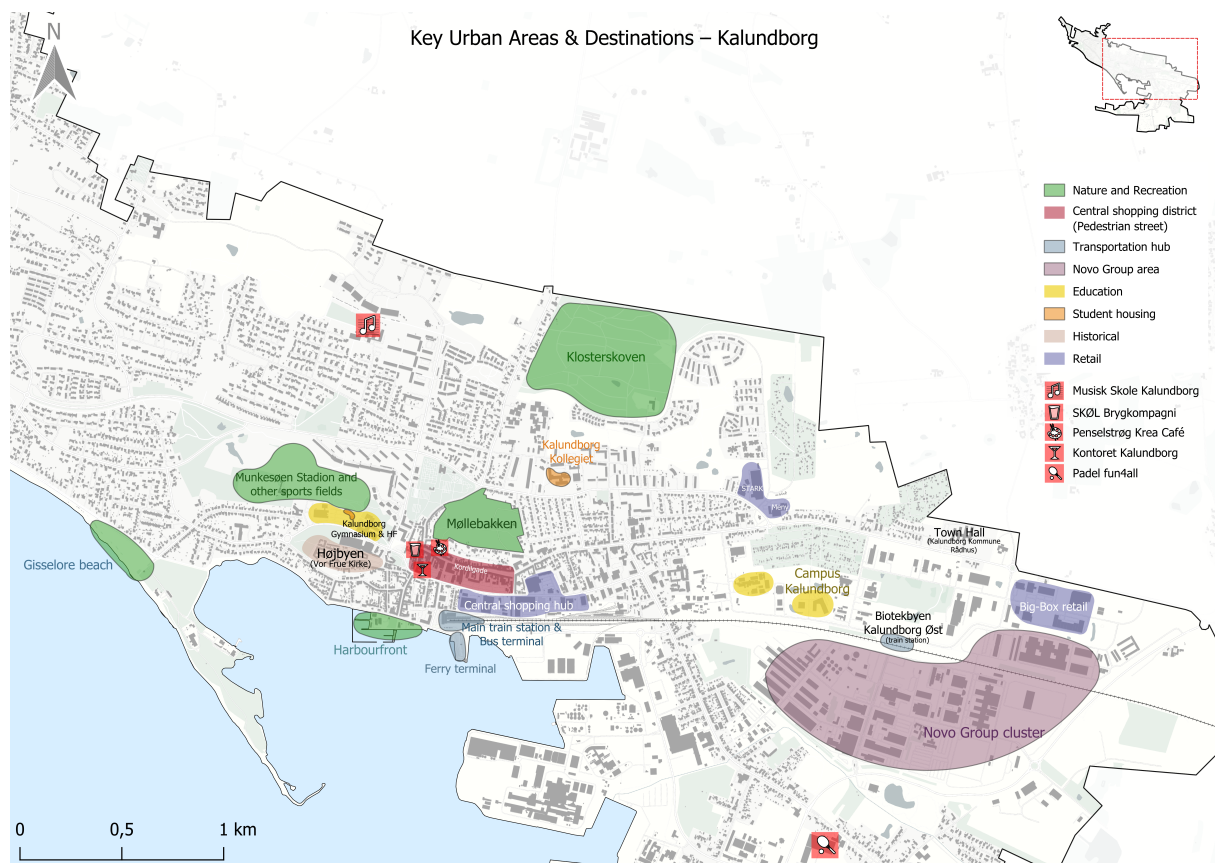 Key Urban Areas & Destinations – Kalundborg
N
Nature and Recreation
Central shopping district
(Pedestrian street)
Transportation hub
Novo Group area
Education
Student housing
Historical
Retail
Musisk Skole Kalundborg
SKØL Brygkompagni
Penselstrøg Krea Café
Kontoret Kalundborg
Padel fun4all
Klosterskoven
Kalundborg
Kollegiet
Munkesøen Stadion and
other sports fields
STARK
Meny
Kalundborg
Gymnasium & HF
Møllebakken
Town Hall
(Kalundborg Kommune
Rådhus)
Højbyen
(Vor Frue Kirke)
Gisselore beach
Kordilgade
Campus
Kalundborg
Central shopping hub
Big-Box retail
Biotekbyen
Kalundborg Øst
(train station)
Main train station &
Bus terminal
Harbourfront
Ferry terminal
Novo Group cluster
0 0,5 1 km